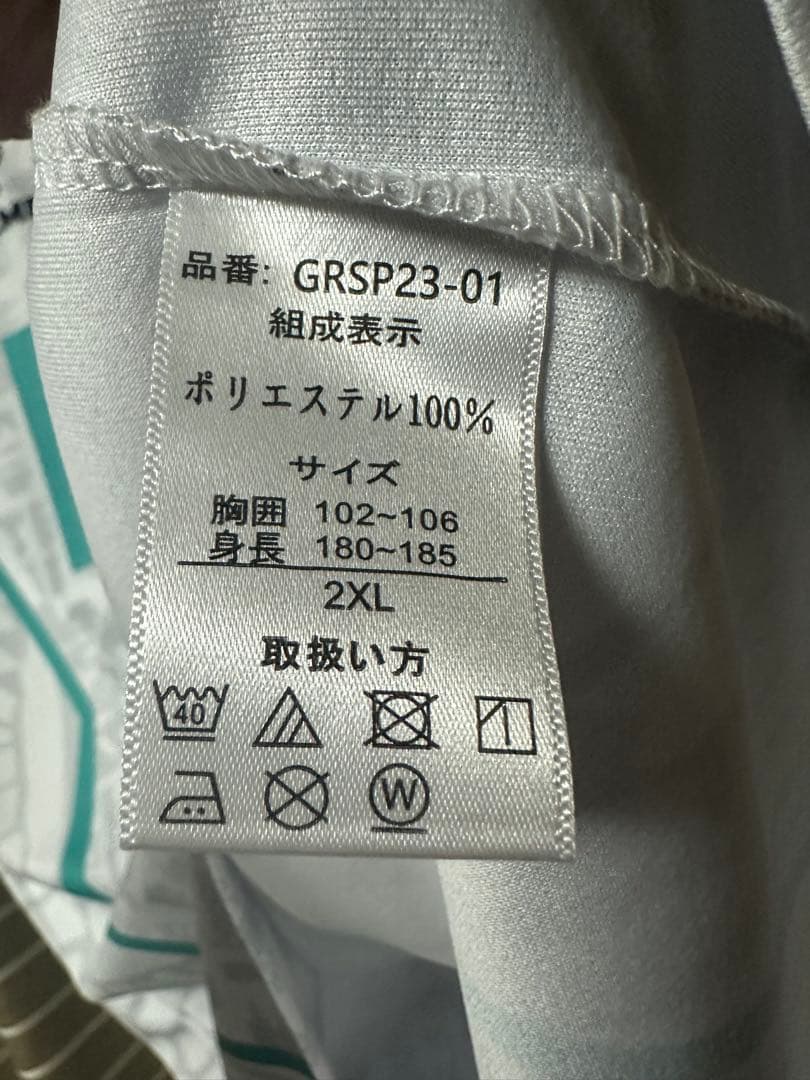 品番: GRSP23-01
組成表示
ポリエステル100%
サイズ
胸囲 102~106
身長 180~185
2XL
取扱い方
40
W